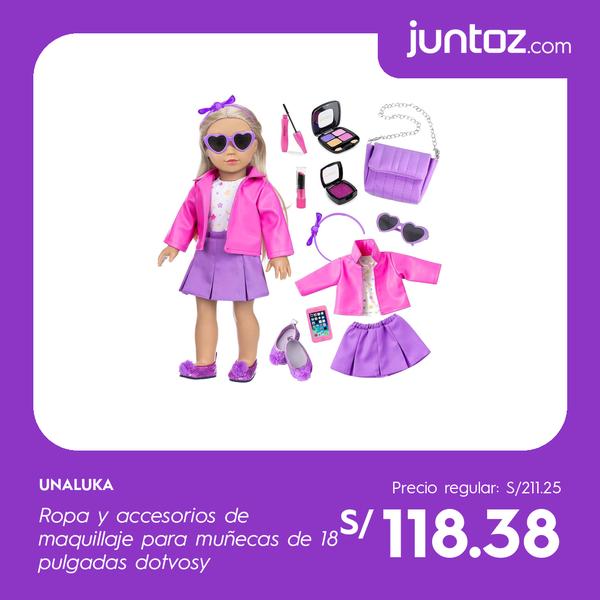 juntoz.com
UNALUKA
Precio regular: S/211.25
Ropa y accesorios de
maquillaje para muñecas de 18
pulgadas dotvosy
S/118.38